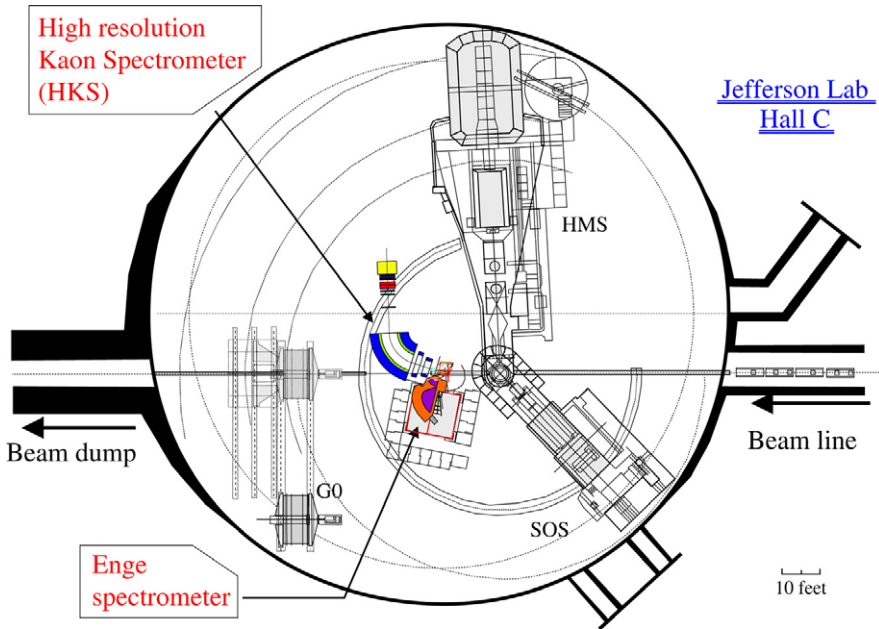 High resolution
Kaon Spectrometer
(HKS)
Jefferson Lab
Hall C
HMS
Beam dump
Beam line
G0
SOS
Enge
spectrometer
10 feet